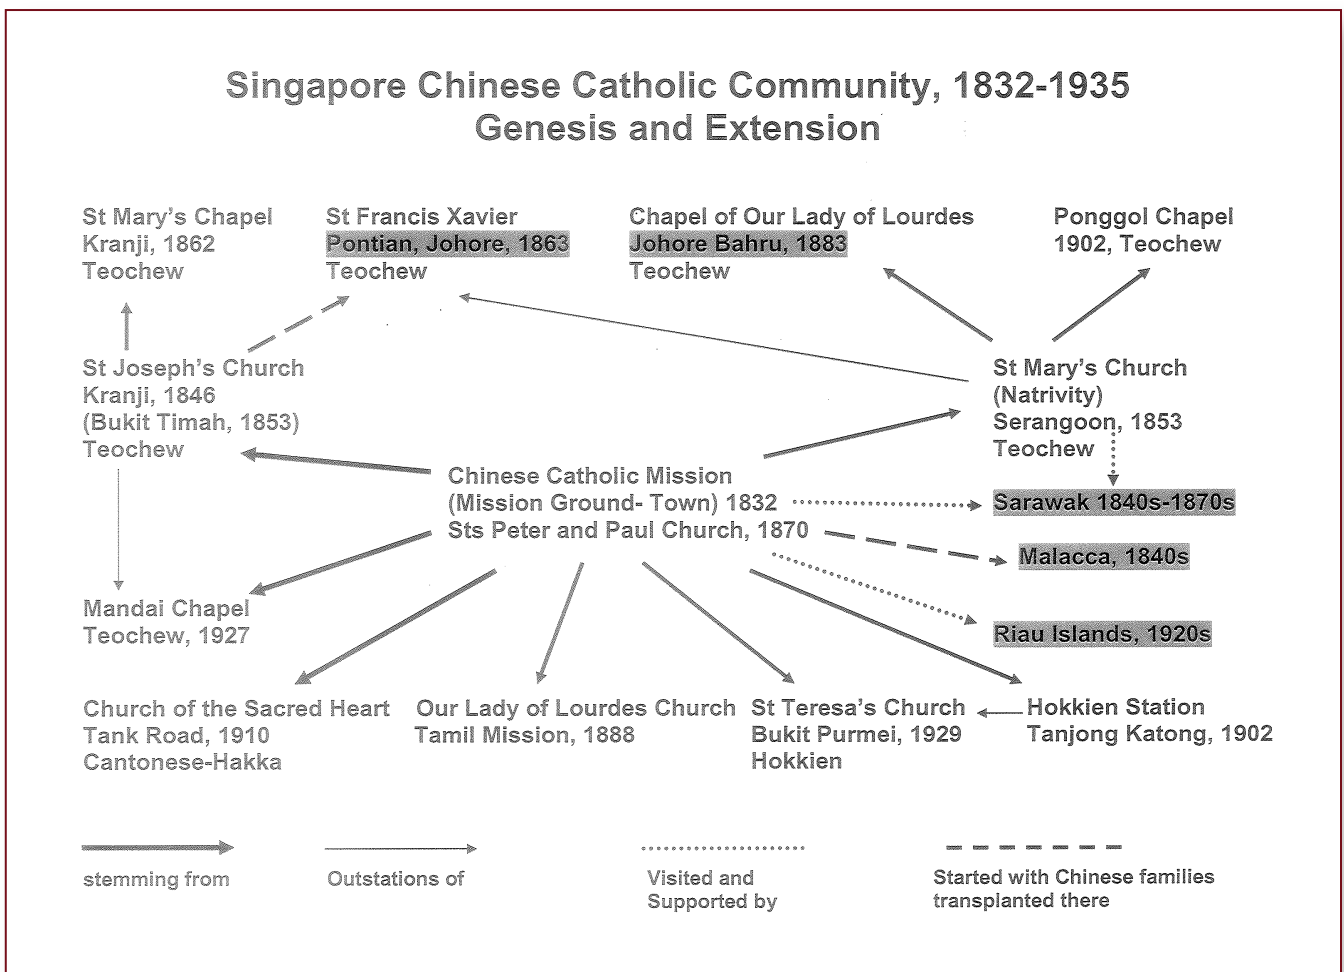 Singapore Chinese Catholic Community, 1832-1935
Genesis and Extension
St Mary's Chapel
Kranji, 1862
Teochew
St Francis Xavier
Pontian, Johore, 1863
Teochew
Chapel of Our Lady of Lourdes
Johore Bahru, 1883
Teochew
Ponggol Chapel
1902, Teochew
St Joseph's Church
Kranji, 1846
(Bukit Timah, 1853)
Teochew
St Mary's Church
(Natrivity)
Serangoon, 1853
Teochew
Chinese Catholic Mission
(Mission Ground- Town) 1832
Sts Peter and Paul Church, 1870
Sarawak 1840s-1870s
Malacca, 1840s
Riau Islands, 1920s
Mandai Chapel
Teochew, 1927
Church of the Sacred Heart
Tank Road, 1910
Cantonese-Hakka
Our Lady of Lourdes Church
Tamil Mission, 1888
St Teresa's Church
Bukit Purmei, 1929
Hokkien
Hokkien Station
Tanjong Katong, 1902
stemming from
Outstations of
Visited and
Supported by
Started with Chinese families
transplanted there